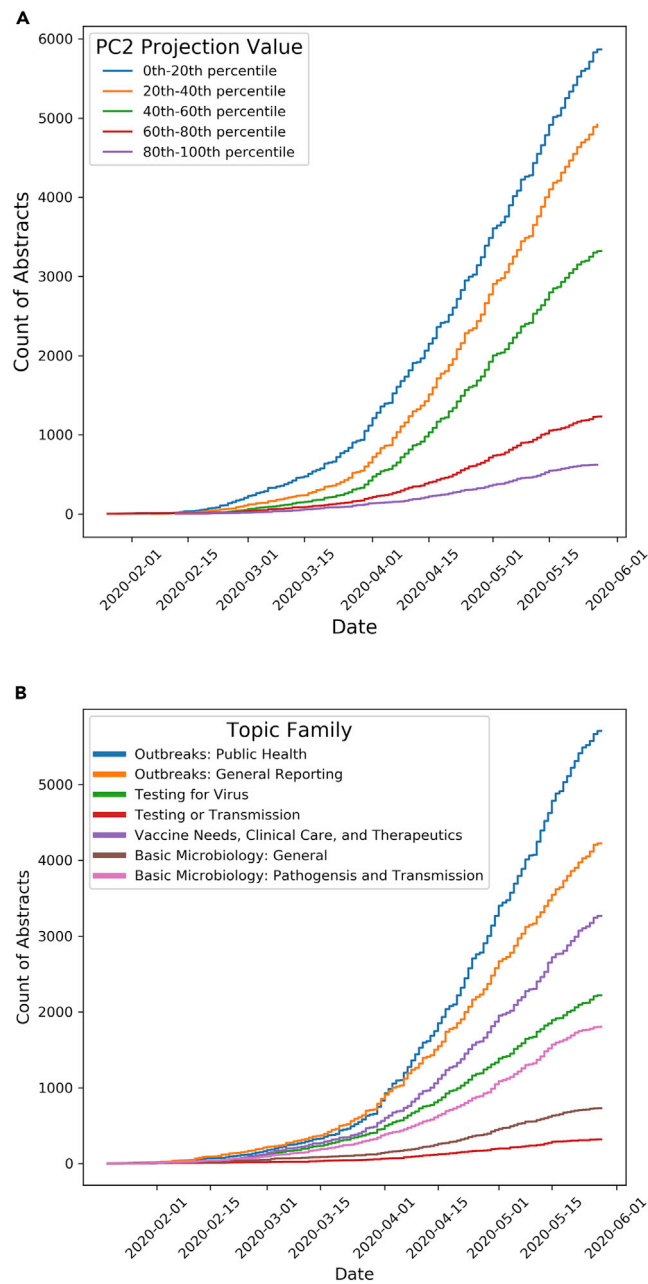 A
PC2 Projection Value
0th-20th percentile
20th-40th percentile
40th-60th percentile
60th-80th percentile
80th-100th percentile
6000
5000
4000
3000
2000
1000
0
Count of Abstracts
2020-02-01
2020-02-15
2020-03-01
2020-03-15
2020-04-01
2020-04-15
2020-05-01
2020-05-15
2020-06-01
Date
B
Topic Family
Outbreaks: Public Health
Outbreaks: General Reporting
Testing for Virus
Testing or Transmission
Vaccine Needs, Clinical Care, and Therapeutics
Basic Microbiology: General
Basic Microbiology: Pathogensis and Transmission
5000
4000
3000
2000
1000
0
Count of Abstracts
2020-02-01
2020-02-15
2020-03-01
2020-03-15
2020-04-01
2020-04-15
2020-05-01
2020-05-15
2020-06-01
Date